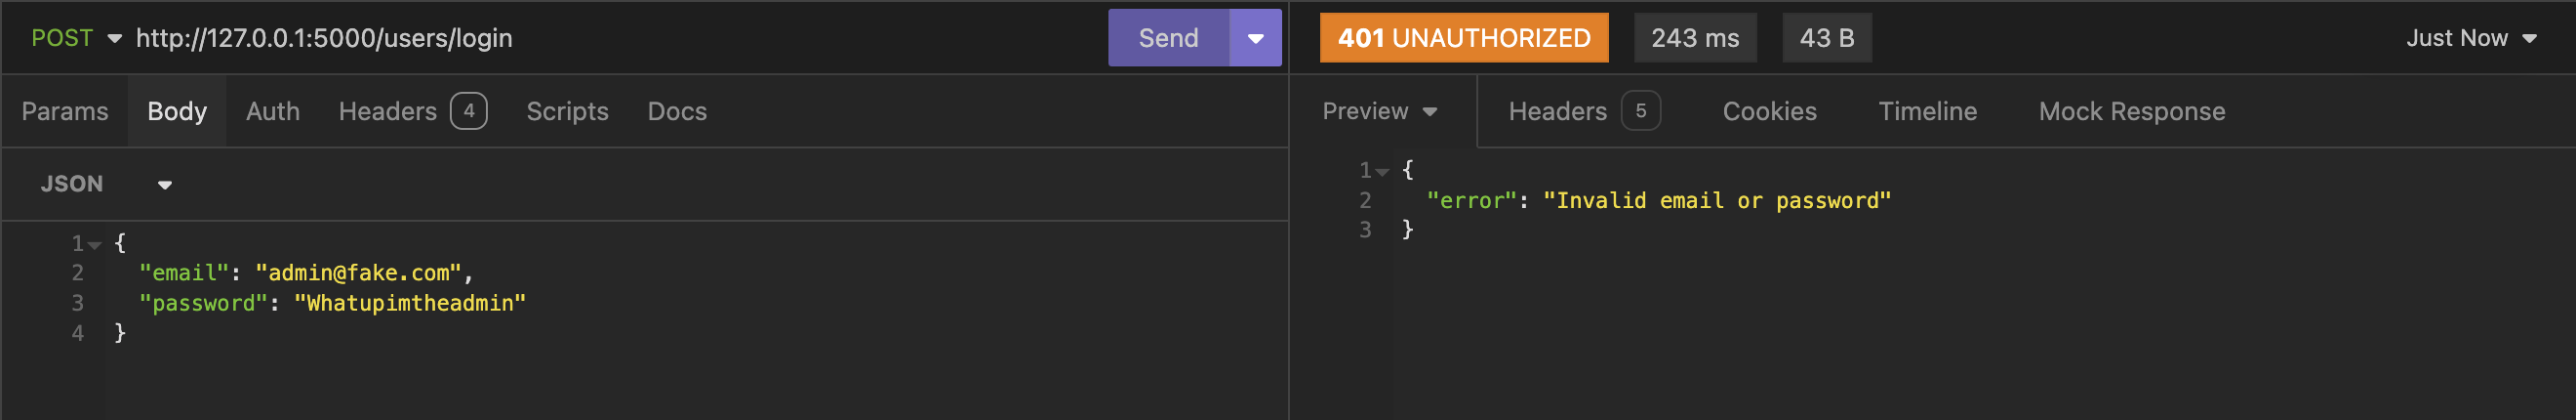 POST http://127.0.0.1:5000/users/login Send
Params Body Auth Headers 4 Scripts Docs
JSON
1 {
2 "email": "admin@fake.com",
3 "password": "Whatupimtheadmin"
4 }
401 UNAUTHORIZED 243 ms 43 B Just Now
Preview Headers 5 Cookies Timeline Mock Response
1 {
2 "error": "Invalid email or password"
3 }